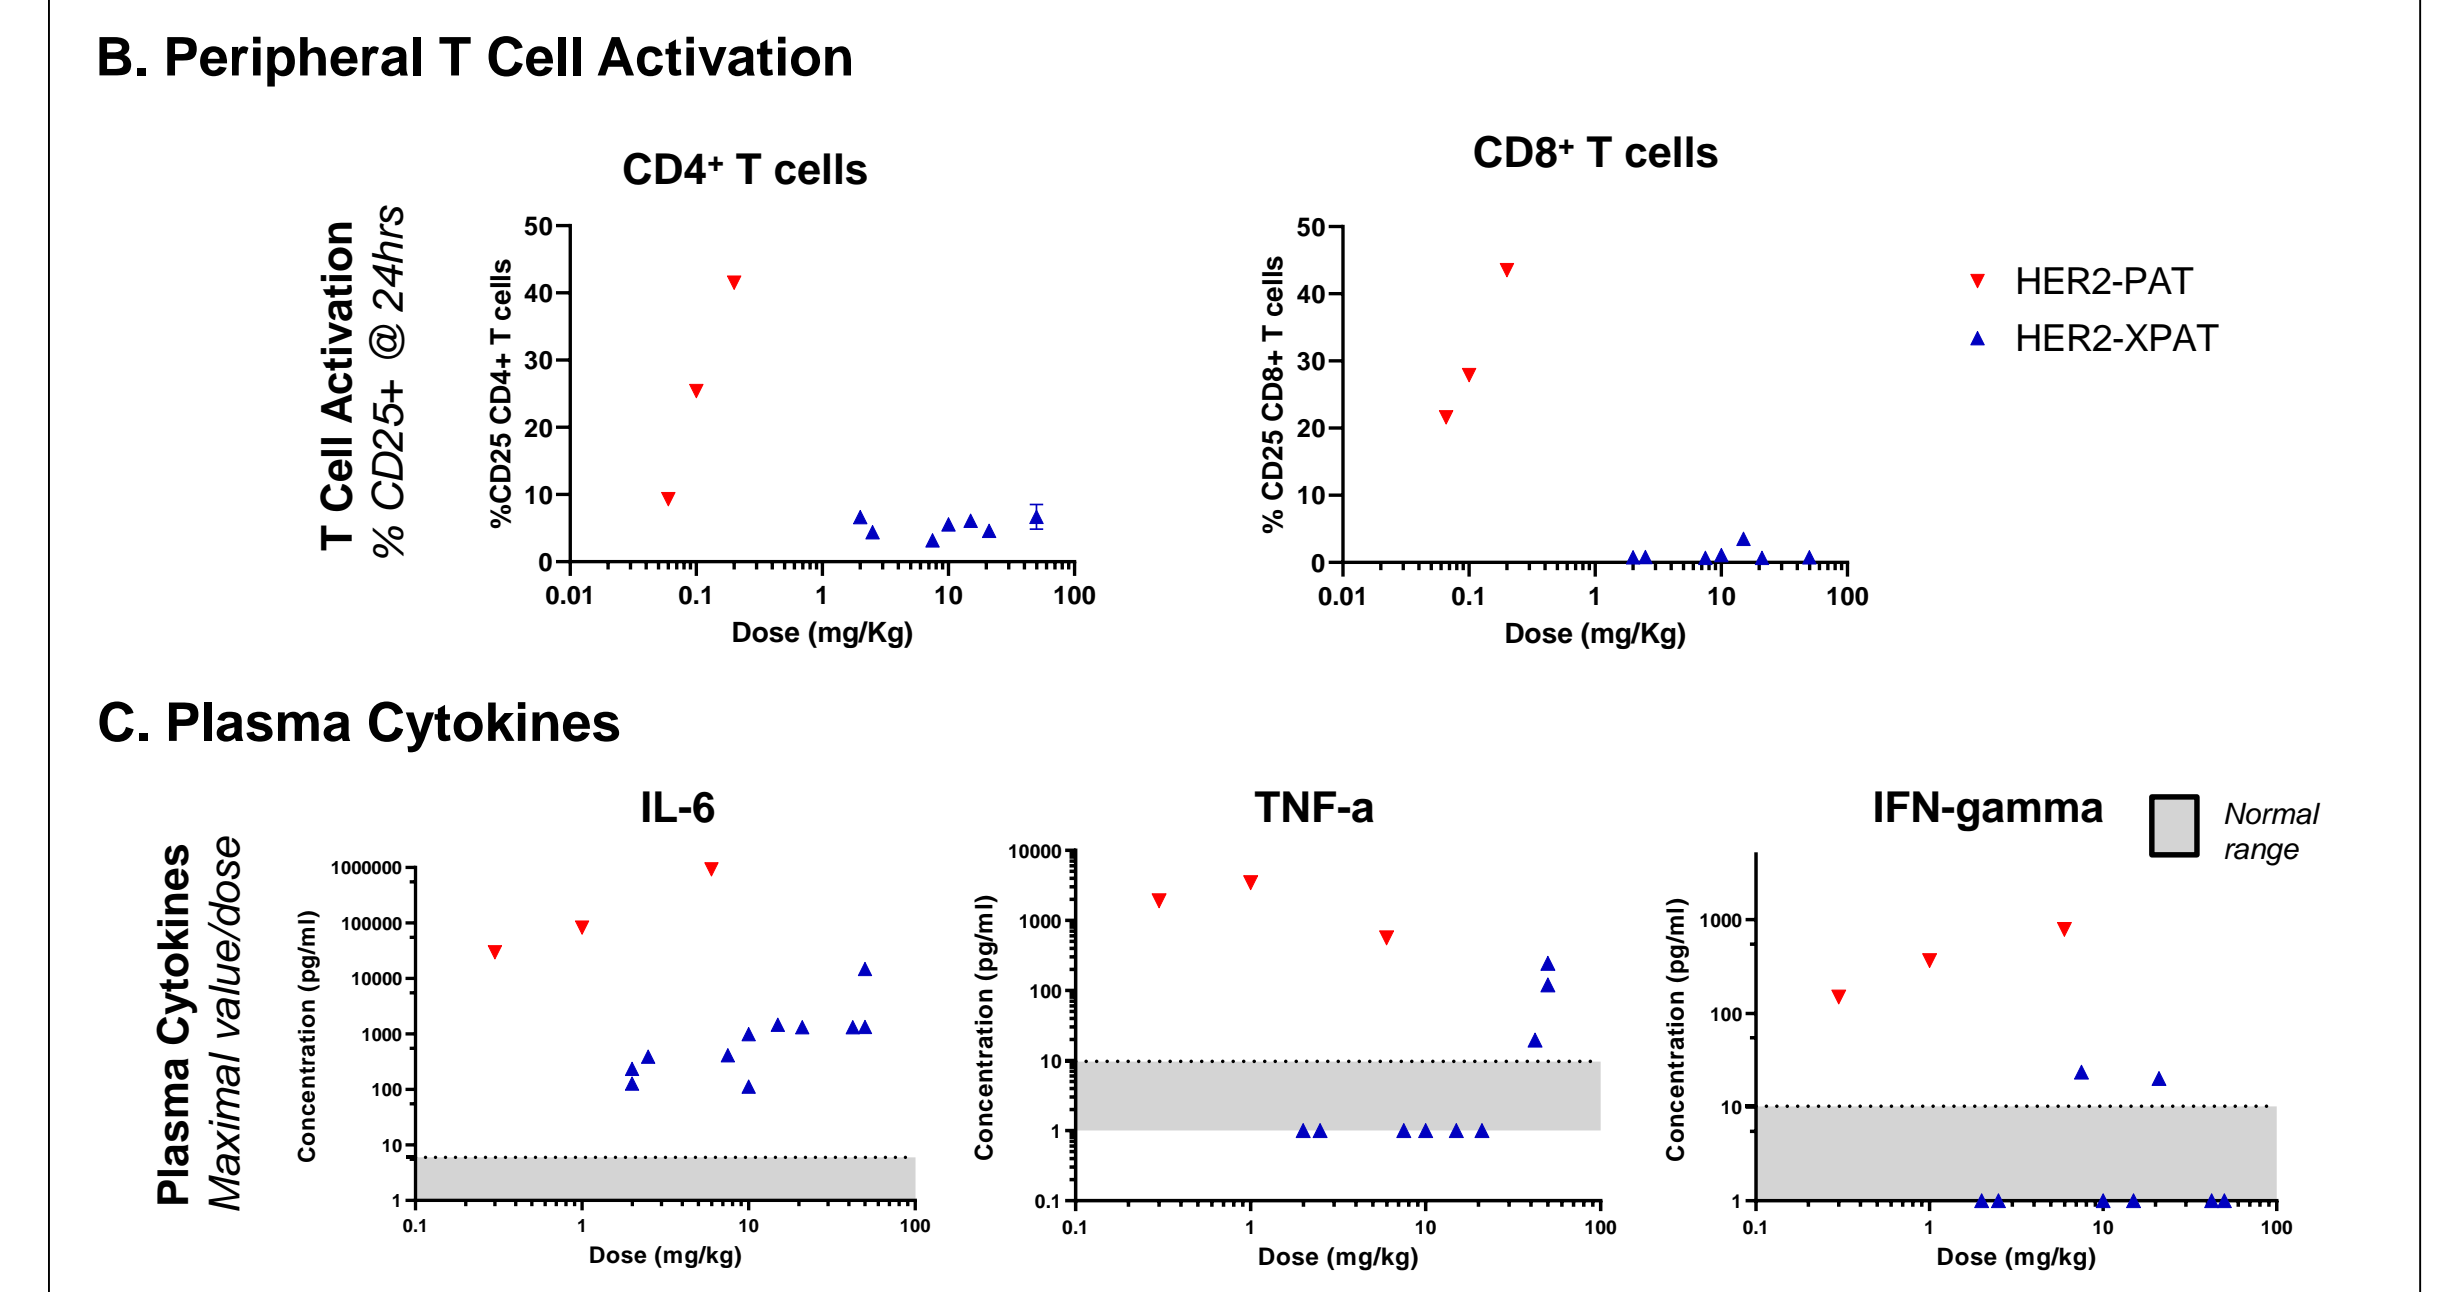 B. Peripheral T Cell Activation
CD4+ T cells
CD8+ T cells
T Cell Activation
% CD25+ @ 24hrs
%CD25 CD4+ T cells
50
40
30
20
10
0
0.01 0.1 1 10 100
Dose (mg/Kg)
% CD25 CD8+ T cells
50
40
30
20
10
0
0.01 0.1 1 10 100
Dose (mg/Kg)
HER2-PAT
HER2-XPAT
C. Plasma Cytokines
Plasma Cytokines
Maximal value/dose
IL-6
Concentration (pg/ml)
1000000
100000
10000
1000
100
10
1
0.1 1 10 100
Dose (mg/kg)
TNF-a
Concentration (pg/ml)
10000
1000
100
10
1
0.1
0.1 1 10 100
Dose (mg/kg)
IFN-gamma
Concentration (pg/ml)
1000
100
10
1
0.1 1 10 100
Dose (mg/kg)
Normal
range